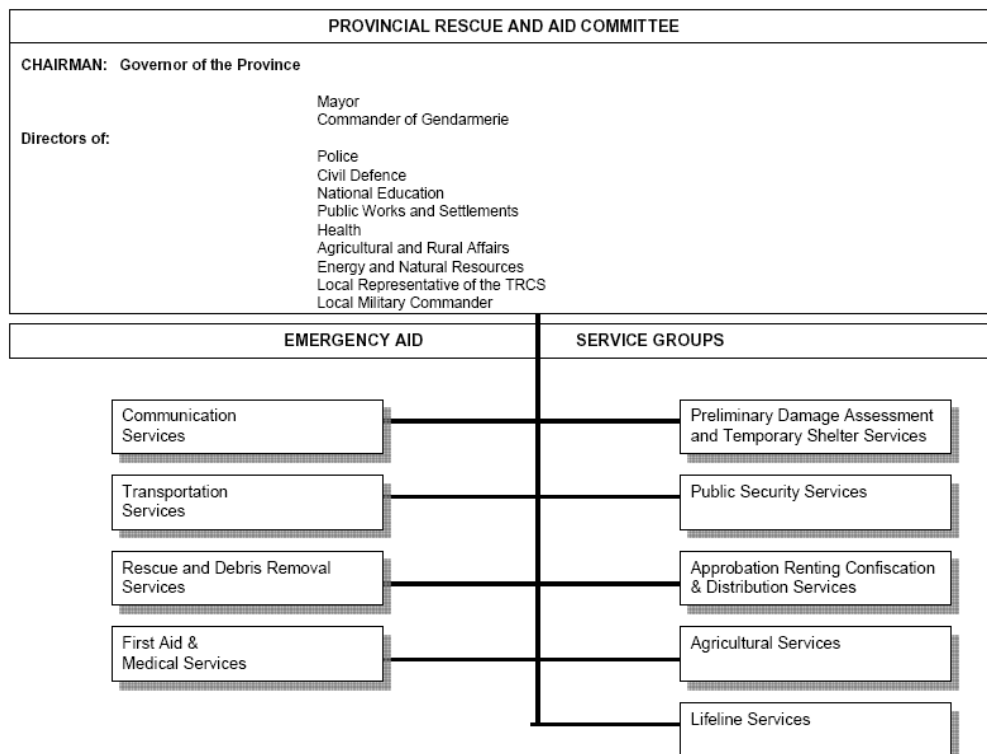 PROVINCIAL RESCUE AND AID COMMITTEE
CHAIRMAN: Governor of the Province
Mayor
Commander of Gendarmerie
Directors of:
Police
Civil Defence
National Education
Public Works and Settlements
Health
Agricultural and Rural Affairs
Energy and Natural Resources
Local Representative of the TRCS
Local Military Commander
EMERGENCY AID SERVICE GROUPS
Communication
Services
Preliminary Damage Assessment
and Temporary Shelter Services
Transportation
Services
Public Security Services
Rescue and Debris Removal
Services
Approbation Renting Confiscation
& Distribution Services
First Aid &
Medical Services
Agricultural Services
Lifeline Services